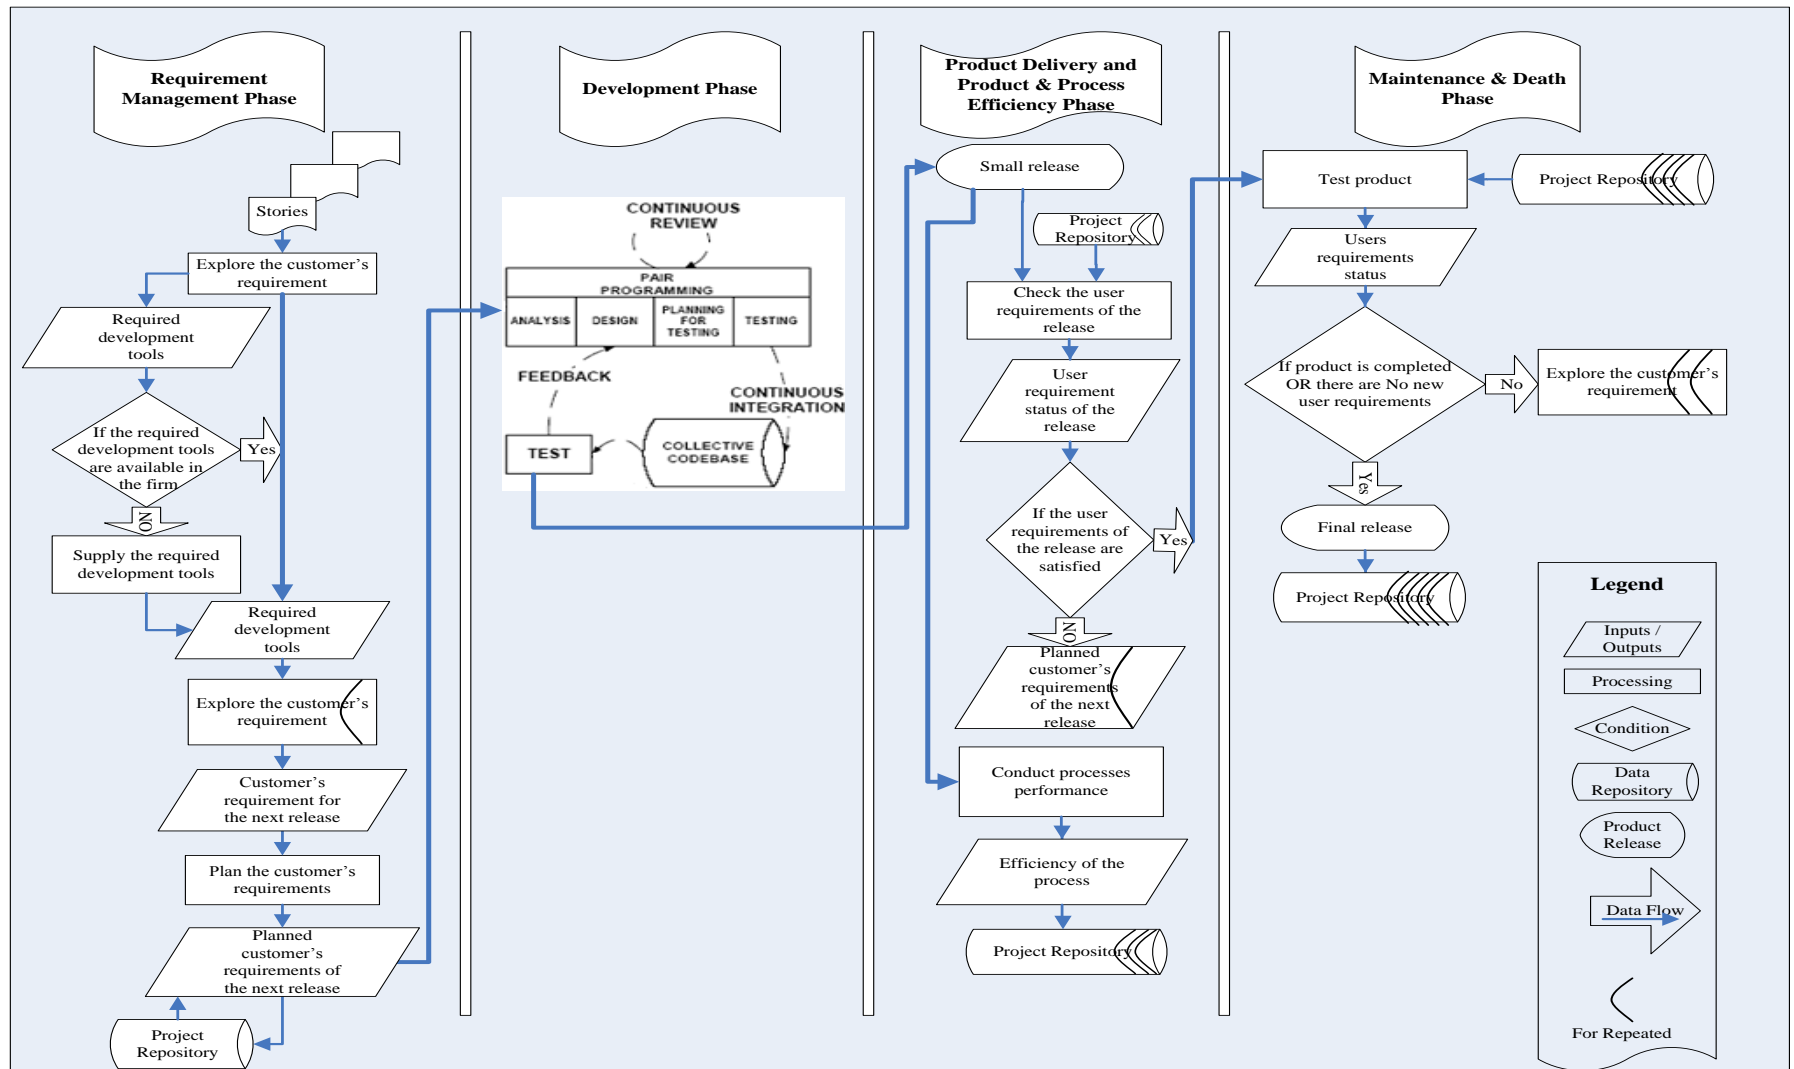 Requirement
Management Phase
Stories
Explore the customer's
requirement
Required
development
tools
If the required
development tools
are available in
the firm
Yes
NO
Supply the required
development tools
Required
development
tools
Explore the customer's
requirement
Customer's
requirement for
the next release
Plan the customer's
requirements
Planned
customer's
requirements of
the next release
Project
Repository
Development Phase
CONTINUOUS
REVIEW
PAIR
PROGRAMMING
ANALYSIS
DESIGN
PLANNING
FOR
TESTING
TESTING
FEEDBACK
CONTINUOUS
INTEGRATION
TEST
COLLECTIVE
CODEBASE
Product Delivery and
Product & Process
Efficiency Phase
Small release
Project
Repository
Check the user
requirements of the
release
User
requirement
status of the
release
If the user
requirements of
the release are
satisfied
Yes
NO
Planned
customer's
requirements
of the next
release
Conduct processes
performance
Efficiency of the
process
Project Repository
Maintenance & Death
Phase
Test product
Project Repository
Users
requirements
status
If product is completed
OR there are No new
user requirements
No
Explore the customer's
requirement
Yes
Final release
Project Repository
Legend
Inputs /
Outputs
Processing
Condition
Data
Repository
Product
Release
Data Flow
For Repeated